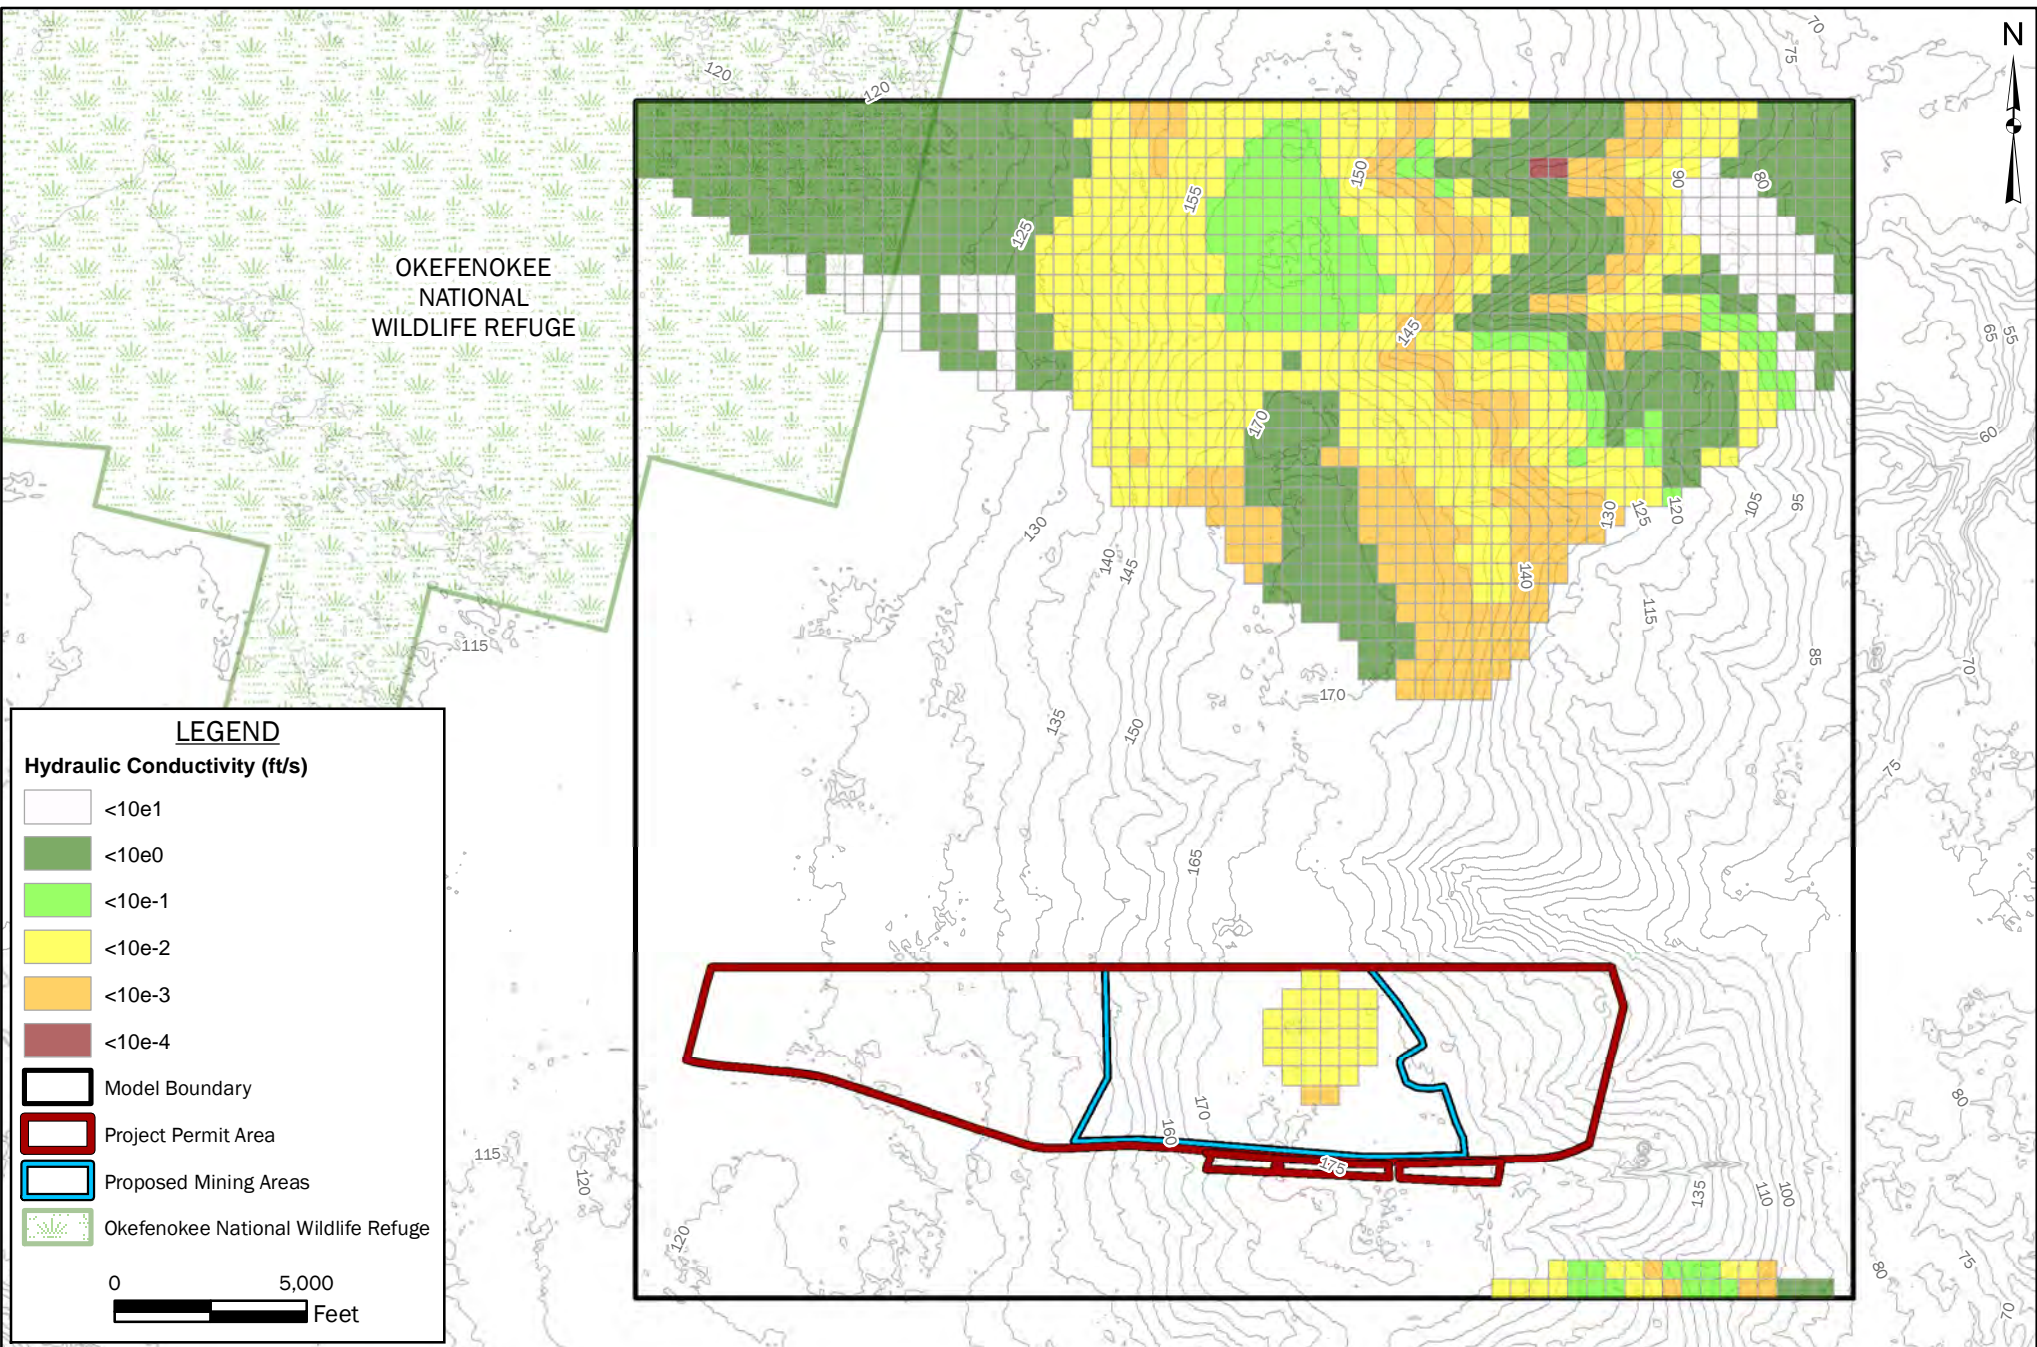 70
75
N
120
120
150
155
90
80
125
OKEFENOKEE
NATIONAL
WILDLIFE REFUGE
145
65
55
170
60
105
95
130
125
120
130
140
145
140
115
115
85
70
170
135
150
75
165
LEGEND
Hydraulic Conductivity (ft/s)
<10e1
<10e0
<10e-1
<10e-2
<10e-3
<10e-4
Model Boundary
Project Permit Area
Proposed Mining Areas
Okefenokee National Wildlife Refuge
0 5,000
Feet
170
160
175
115
120
120
135
110
100
80
80
75
70